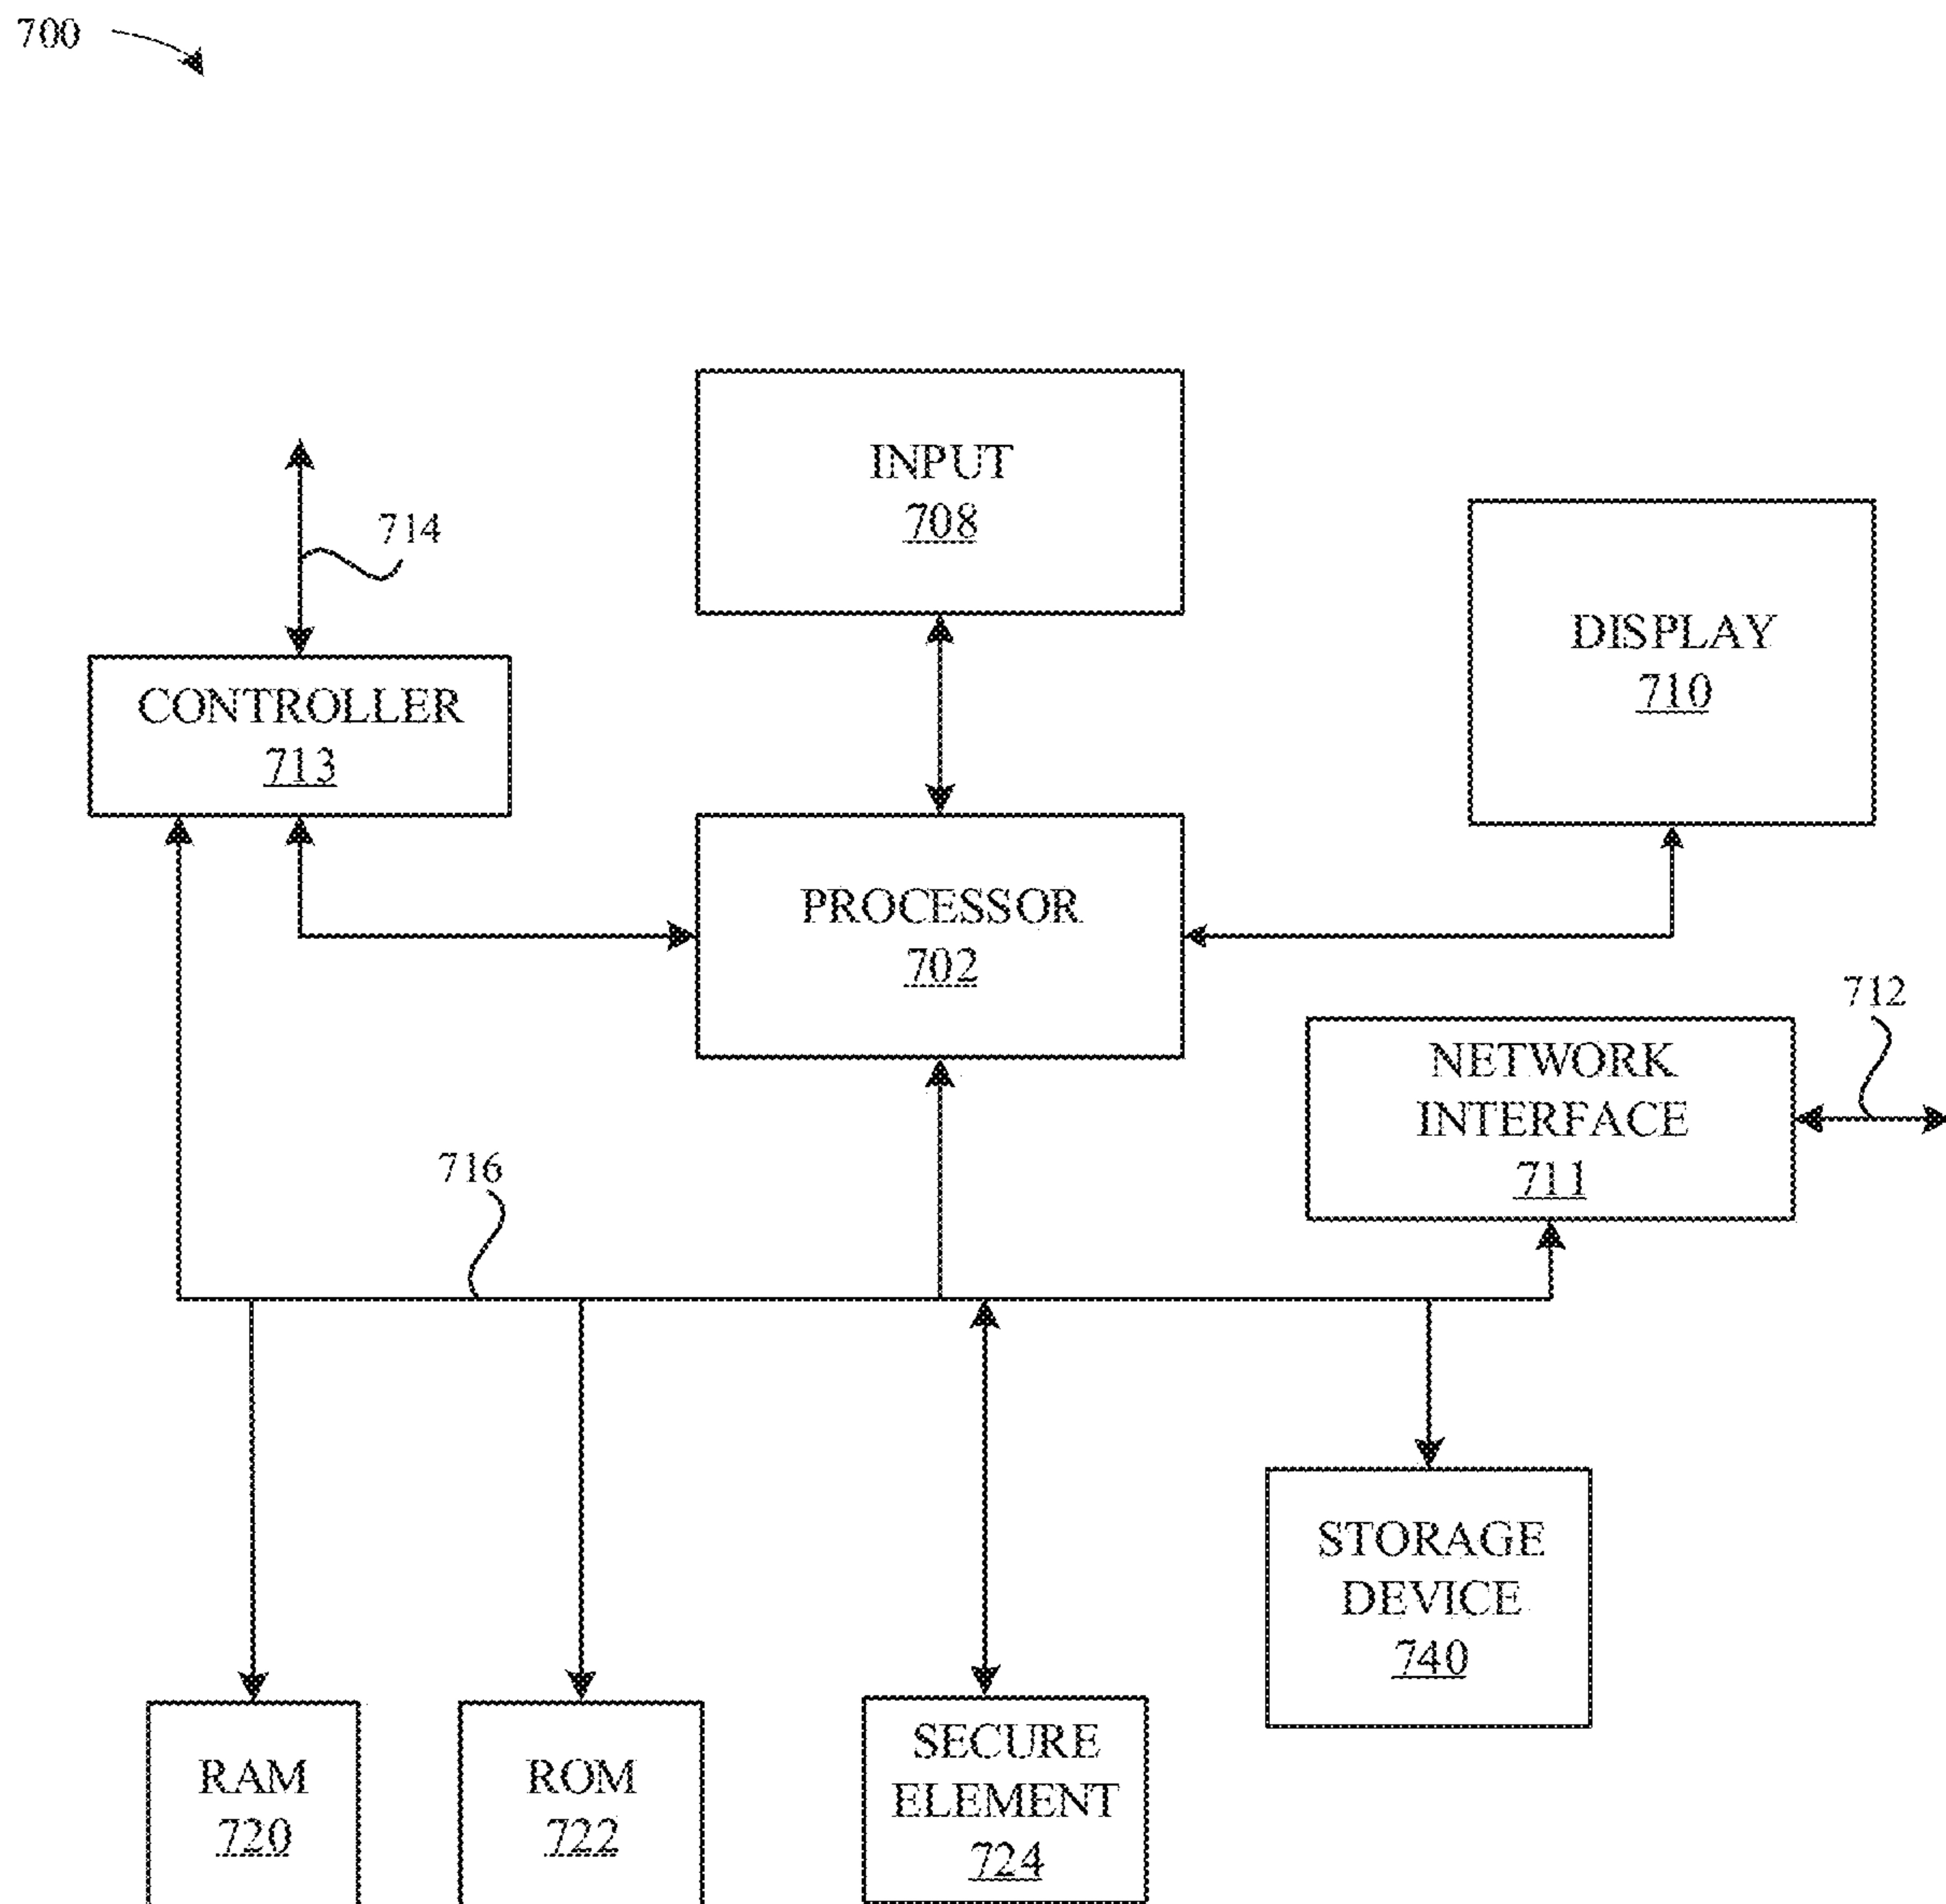 700
INPUT
708
714
DISPLAY
710
CONTROLLER
713
PROCESSOR
702
712
NETWORK
INTERFACE
711
716
STORAGE
DEVICE
740
SECURE
ELEMENT
724
RAM
720
ROM
722